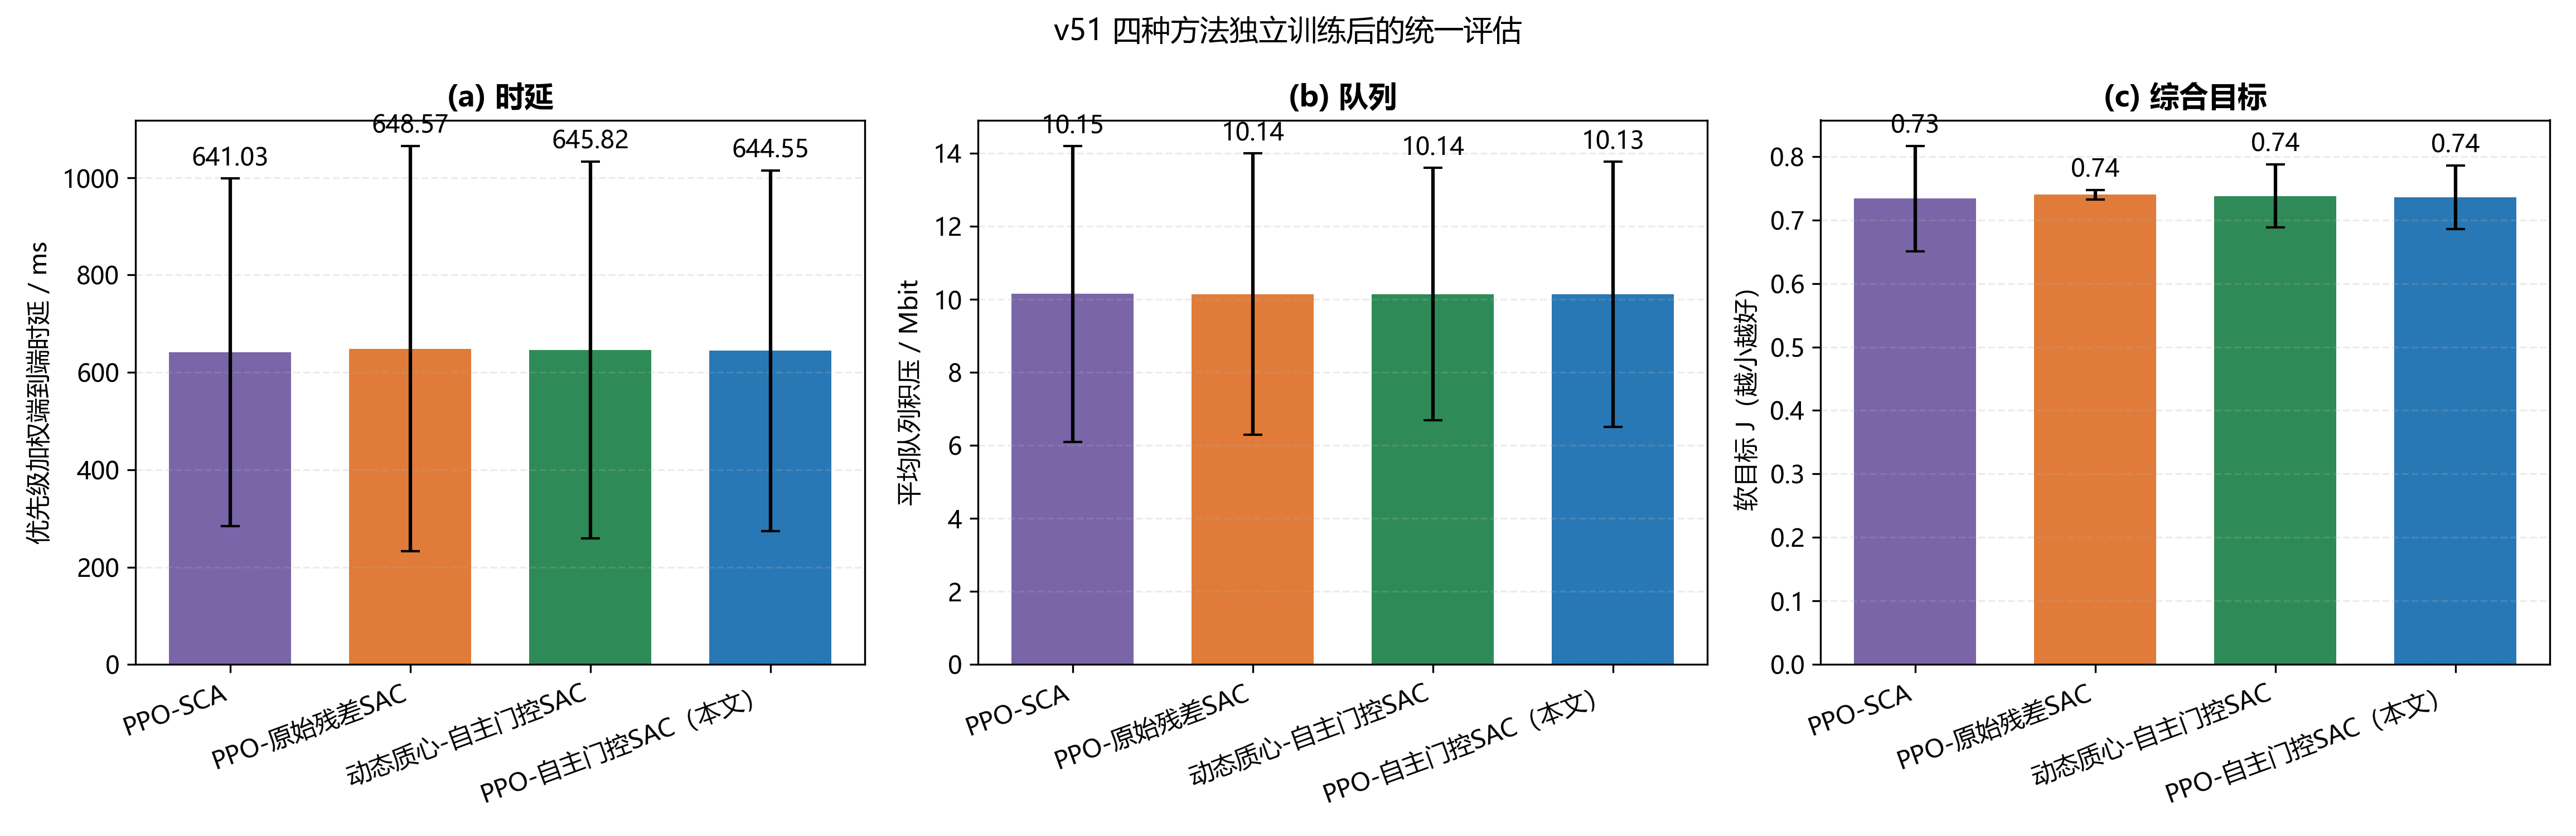 v51 四种方法独立训练后的统一评估
(a) 时延
优先级加权端到端时延 / ms
1000
800
600
400
200
0
641.03
648.57
645.82
644.55
PPO-SCA
PPO-原始残差SAC
动态质心-自主门控SAC
PPO-自主门控SAC（本文）
(b) 队列
平均队列积压 / Mbit
14
12
10
8
6
4
2
0
10.15
10.14
10.14
10.13
PPO-SCA
PPO-原始残差SAC
动态质心-自主门控SAC
PPO-自主门控SAC（本文）
(c) 综合目标
软目标 J（越小越好）
0.8
0.7
0.6
0.5
0.4
0.3
0.2
0.1
0.0
0.73
0.74
0.74
0.74
PPO-SCA
PPO-原始残差SAC
动态质心-自主门控SAC
PPO-自主门控SAC（本文）